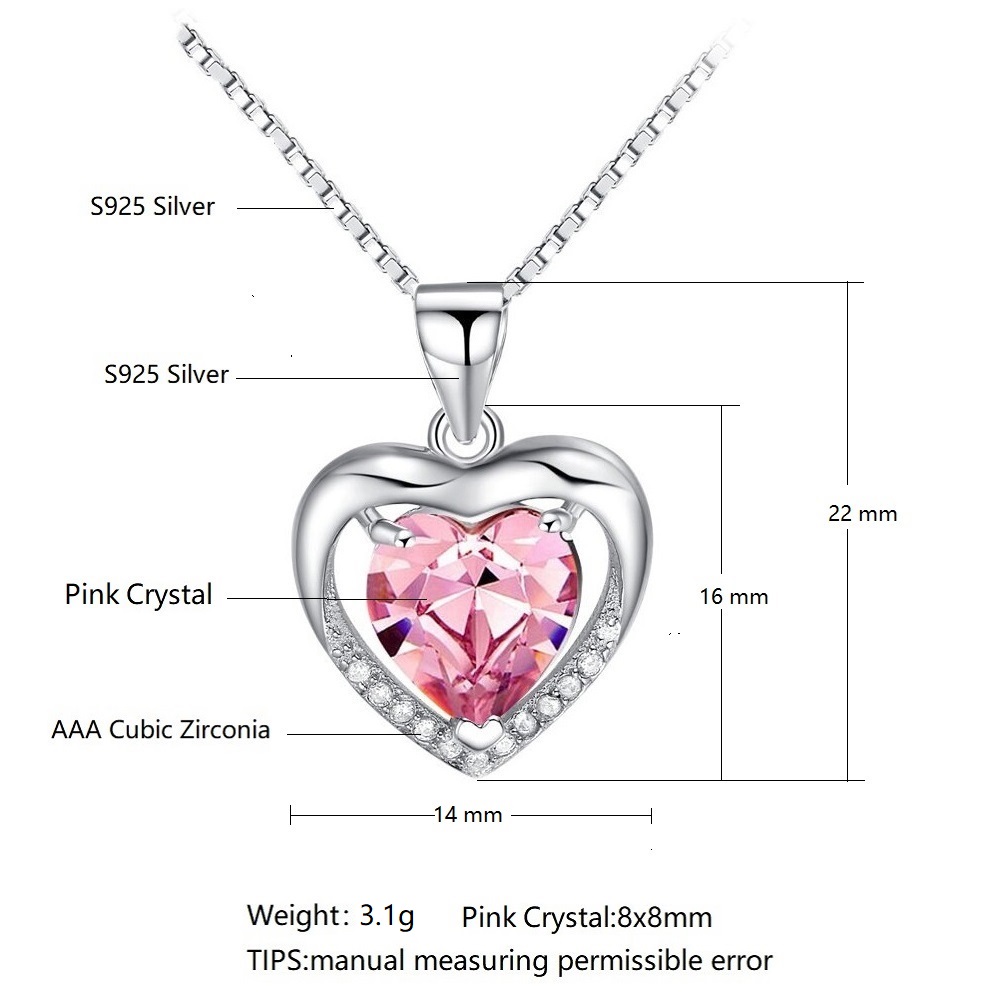 S925 Silver
S925 Silver
22 mm
Pink Crystal
16 mm
AAA Cubic Zirconia
14 mm
Weight: 3.1g Pink Crystal:8x8mm
TIPS:manual measuring permissible error